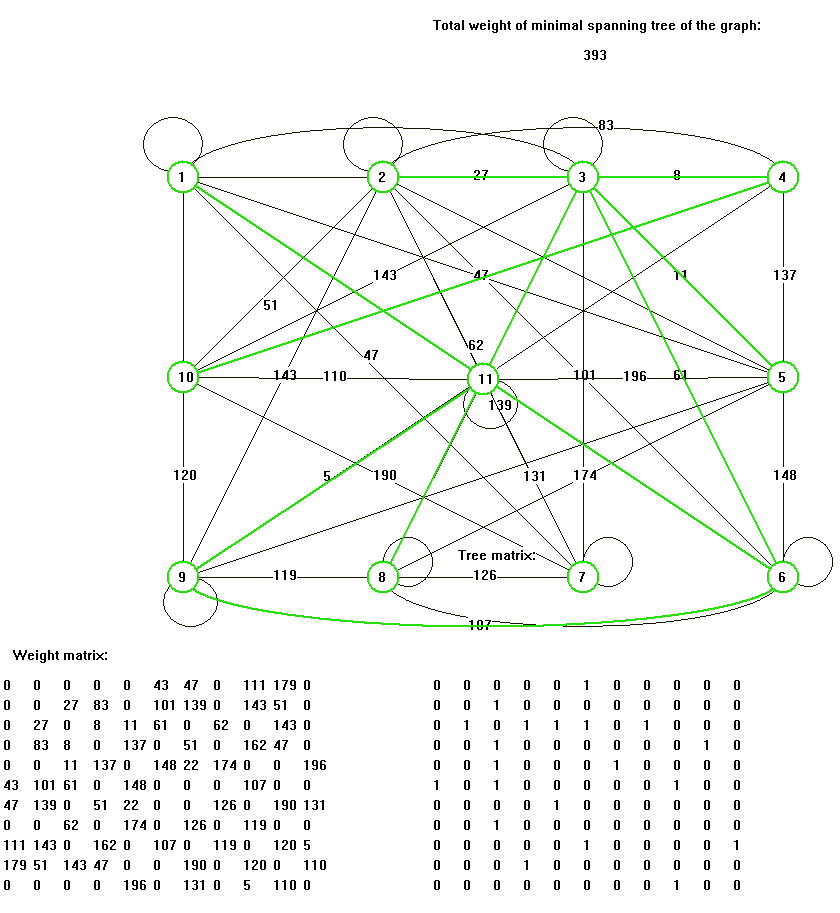 Total weight of minimal spanning tree of the graph:
393
83
1 2 27 3 8 4
143 47 11 137
51
62
47
10 143 110 11 101 196 61 5
139
120 5 190 131 174 148
Tree matrix:
9 119 8 126 7 6
107
Weight matrix:
0 0 0 0 0 43 47 0 111 179 0 0 0 0 0 0 1 0 0 0 0 0
0 0 27 83 0 101 139 0 143 51 0 0 0 1 0 0 0 0 0 0 0 0
0 27 0 8 11 61 0 62 0 143 0 0 1 0 1 1 1 0 1 0 0 0
0 83 8 0 137 0 51 0 162 47 0 0 0 1 0 0 0 0 0 0 1 0
0 0 11 137 0 148 22 174 0 0 196 0 0 1 0 0 0 1 0 0 0 0
43 101 61 0 148 0 0 0 107 0 0 1 0 1 0 0 0 0 0 1 0 0
47 139 0 51 22 0 0 126 0 190 131 0 0 0 0 1 0 0 0 0 0 0
0 0 62 0 174 0 126 0 119 0 0 0 0 1 0 0 0 0 0 0 0 0
111 143 0 162 0 107 0 119 0 120 5 0 0 0 0 0 1 0 0 0 0 1
179 51 143 47 0 0 190 0 120 0 110 0 0 0 1 0 0 0 0 0 0 0
0 0 0 0 196 0 131 0 5 110 0 0 0 0 0 0 0 0 0 1 0 0